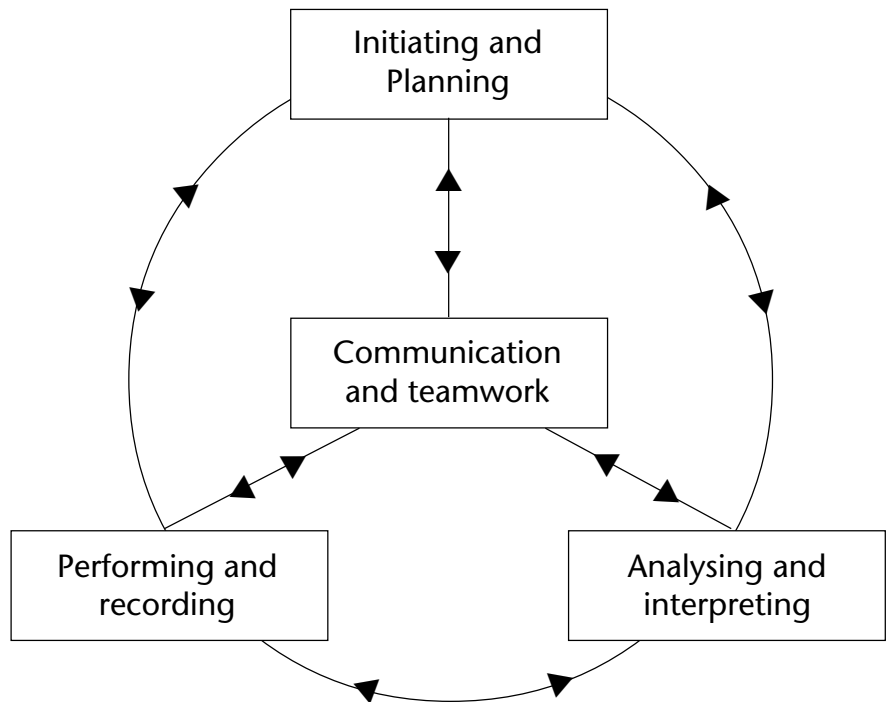 Initiating and
Planning
Communication
and teamwork
Performing and
recording
Analysing and
interpreting